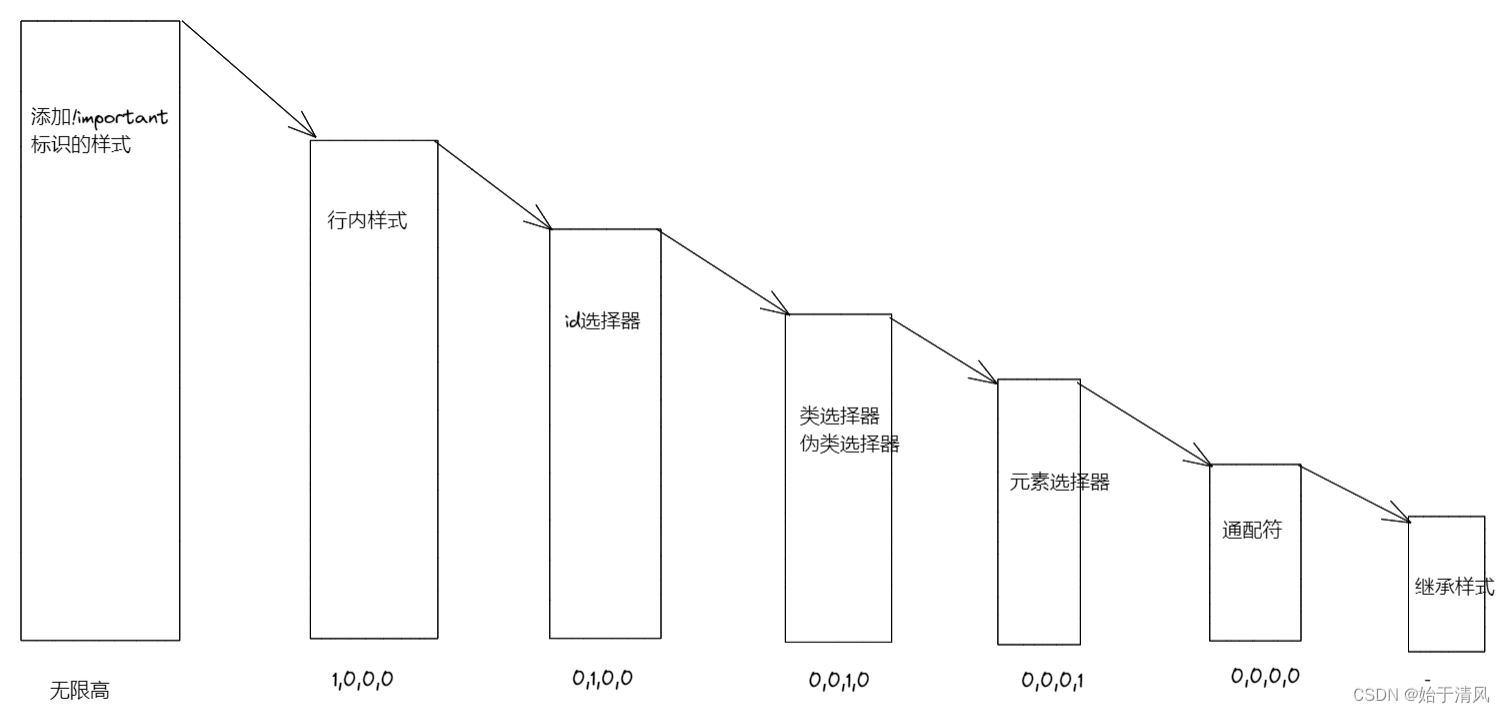 添加!important
标识的样式
行内样式
id选择器
类选择器
伪类选择器
元素选择器
通配符
继承样式
无限高
1,0,0,0
0,1,0,0
0,0,1,0
0,0,0,1
0,0,0,0
-
CSDN @始于清风